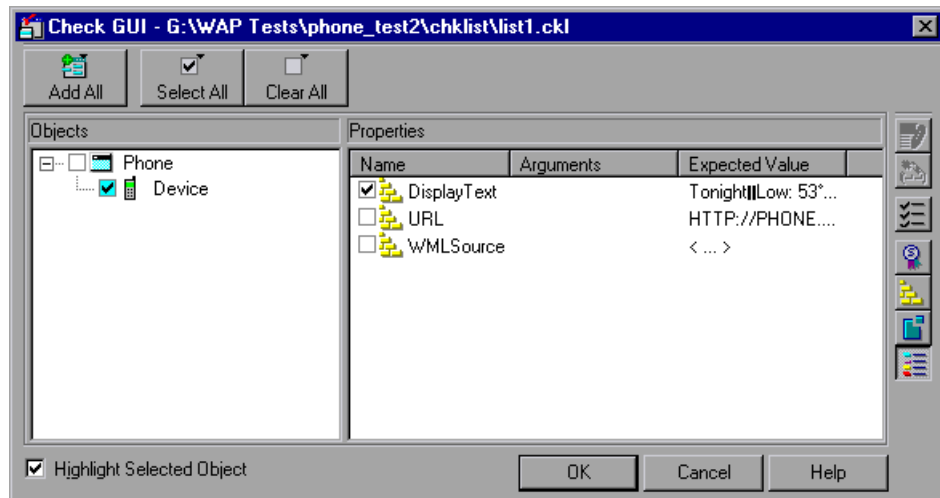 Check GUI - G:\WAP Tests\phone_test2\chklist\list1.ckl
Add All Select All Clear All
Objects
Phone
Device
Properties
Name Arguments Expected Value
DisplayText Tonight||Low: 53°...
URL HTTP://PHONE....
WMLSource < ... >
Highlight Selected Object
OK Cancel Help